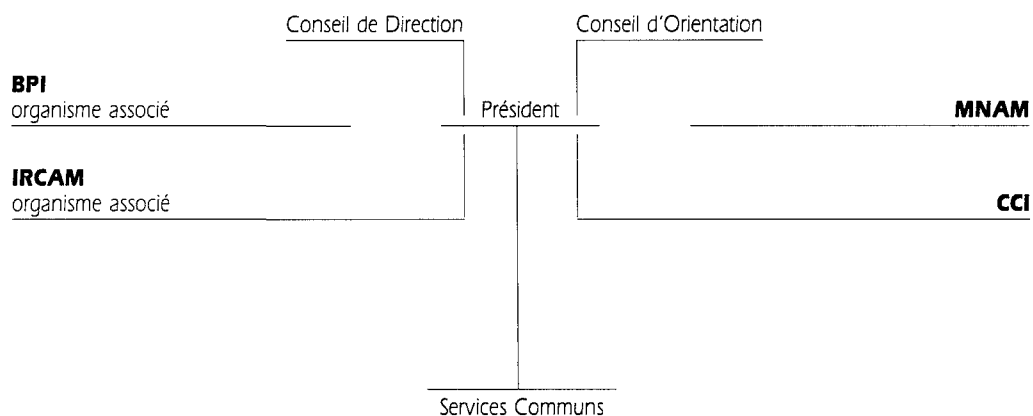 Conseil de Direction
Conseil d'Orientation
BPI
organisme associé
Président
MNAM
IRCAM
organisme associé
CCI
Services Communs